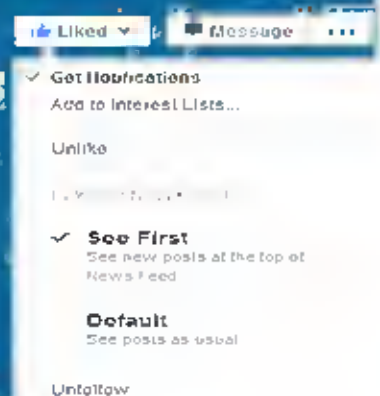 Liked Message ...
Get Notifications
Add to Interest Lists...
Unlike
See First
See new posts at the top of
News Feed
Default
See posts as usual
Unfollow